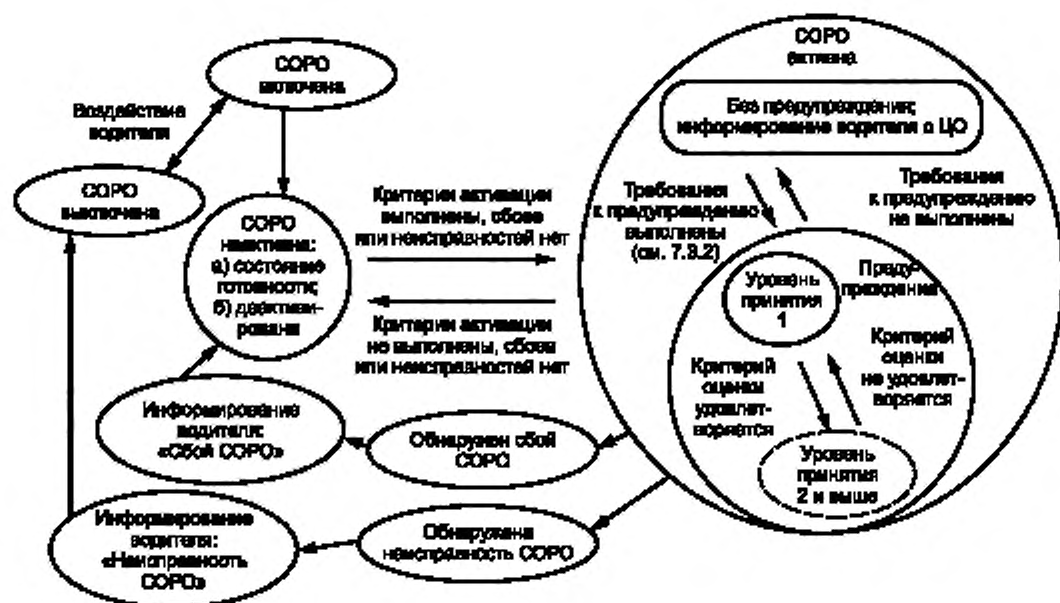 СОРО
включена
Воздействие
водителя
СОРО
выключена
СОРО
неактивна:
а) состояние
готовности;
б) деактиви-
рована
Критерии активации
выполнены, сбоев
или неисправностей нет
Критерии активации
не выполнены, сбоев
или неисправностей нет
СОРО
активна
Без предупреждения;
информирование водителя о ЦО
Требования
к предупреждению
выполнены
(см. 7.3.2)
Требования
к предупреждению
не выполнены
Уровень
принятия
1
Преду-
преждение
Критерий
оценки
удовлет-
воряется
Критерий
оценки
не удовлет-
воряется
Уровень
принятия
2 и выше
Информирование
водителя:
«Сбой СОРО»
Обнаружен сбой
СОРО
Информирование
водителя:
«Неисправность
СОРО»
Обнаружена
неисправность СОРО